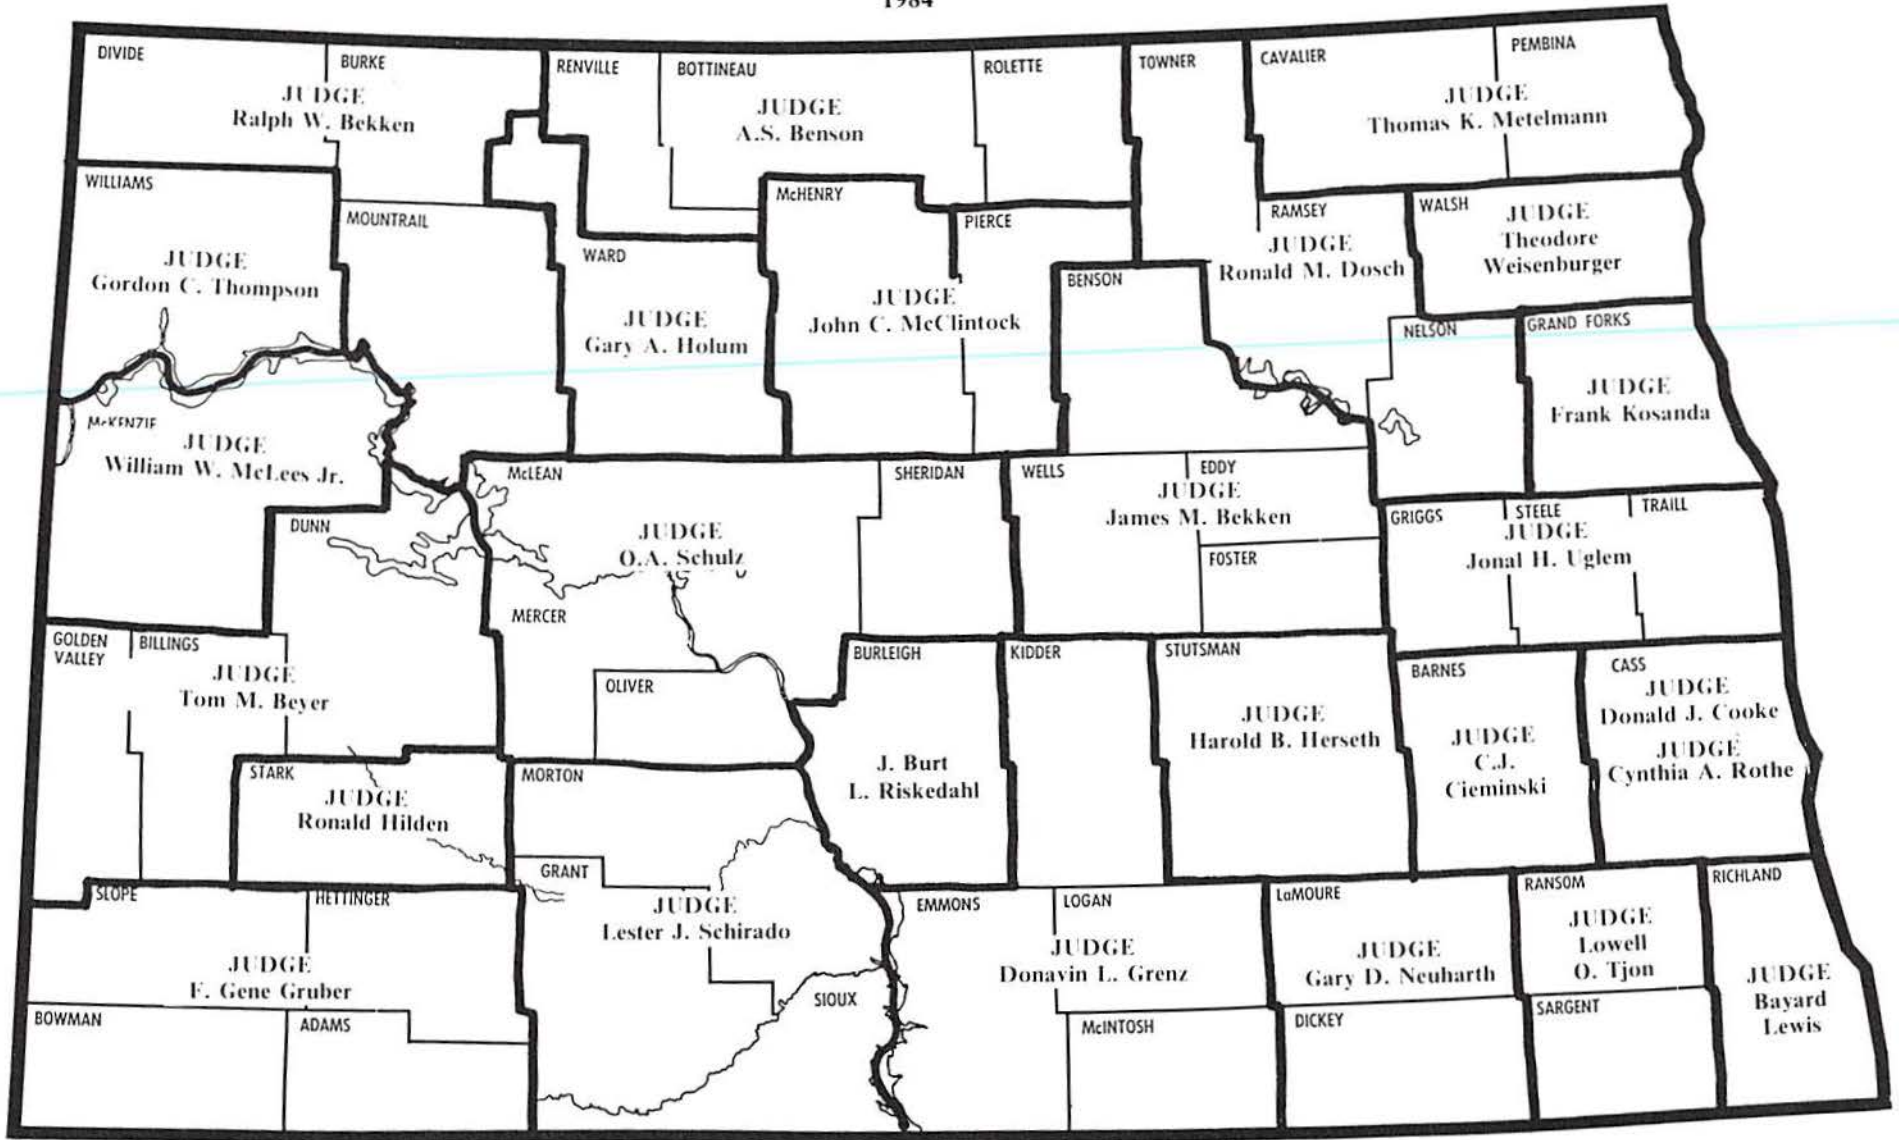 1984
DIVIDE
BURKE
JUDGE
Ralph W. Bekken
RENVILLE
BOTTINEAU
ROLETTE
JUDGE
A.S. Benson
TOWNER
CAVALIER
PEMBINA
JUDGE
Thomas K. Metelmann
WILLIAMS
JUDGE
Gordon C. Thompson
MOUNTRAIL
WARD
JUDGE
Gary A. Holum
McHENRY
PIERCE
JUDGE
John C. McClintock
BENSON
RAMSEY
JUDGE
Ronald M. Dosch
WALSH
JUDGE
Theodore
Weisenburger
NELSON
GRAND FORKS
JUDGE
Frank Kosanda
McKENZIE
JUDGE
William W. McLees Jr.
DUNN
McLEAN
SHERIDAN
JUDGE
O.A. Schulz
MERCER
OLIVER
WELLS
EDDY
JUDGE
James M. Bekken
FOSTER
GRIGGS
STEELE
TRAILL
JUDGE
Jonal H. Uglem
GOLDEN
VALLEY
BILLINGS
JUDGE
Tom M. Beyer
STARK
JUDGE
Ronald Hilden
MORTON
GRANT
JUDGE
Lester J. Schirado
SIOUX
BURLEIGH
J. Burt
L. Riskedahl
KIDDER
STUTSMAN
JUDGE
Harold B. Herseth
BARNES
JUDGE
C.J.
Cieminski
CASS
JUDGE
Donald J. Cooke
JUDGE
Cynthia A. Rothe
SLOPE
HETTINGER
JUDGE
F. Gene Gruber
BOWMAN
ADAMS
EMMONS
LOGAN
JUDGE
Donavin L. Grenz
McINTOSH
LaMOURE
JUDGE
Gary D. Neuharth
DICKEY
RANSOM
JUDGE
Lowell
O. Tjon
SARGENT
RICHLAND
JUDGE
Bayard
Lewis